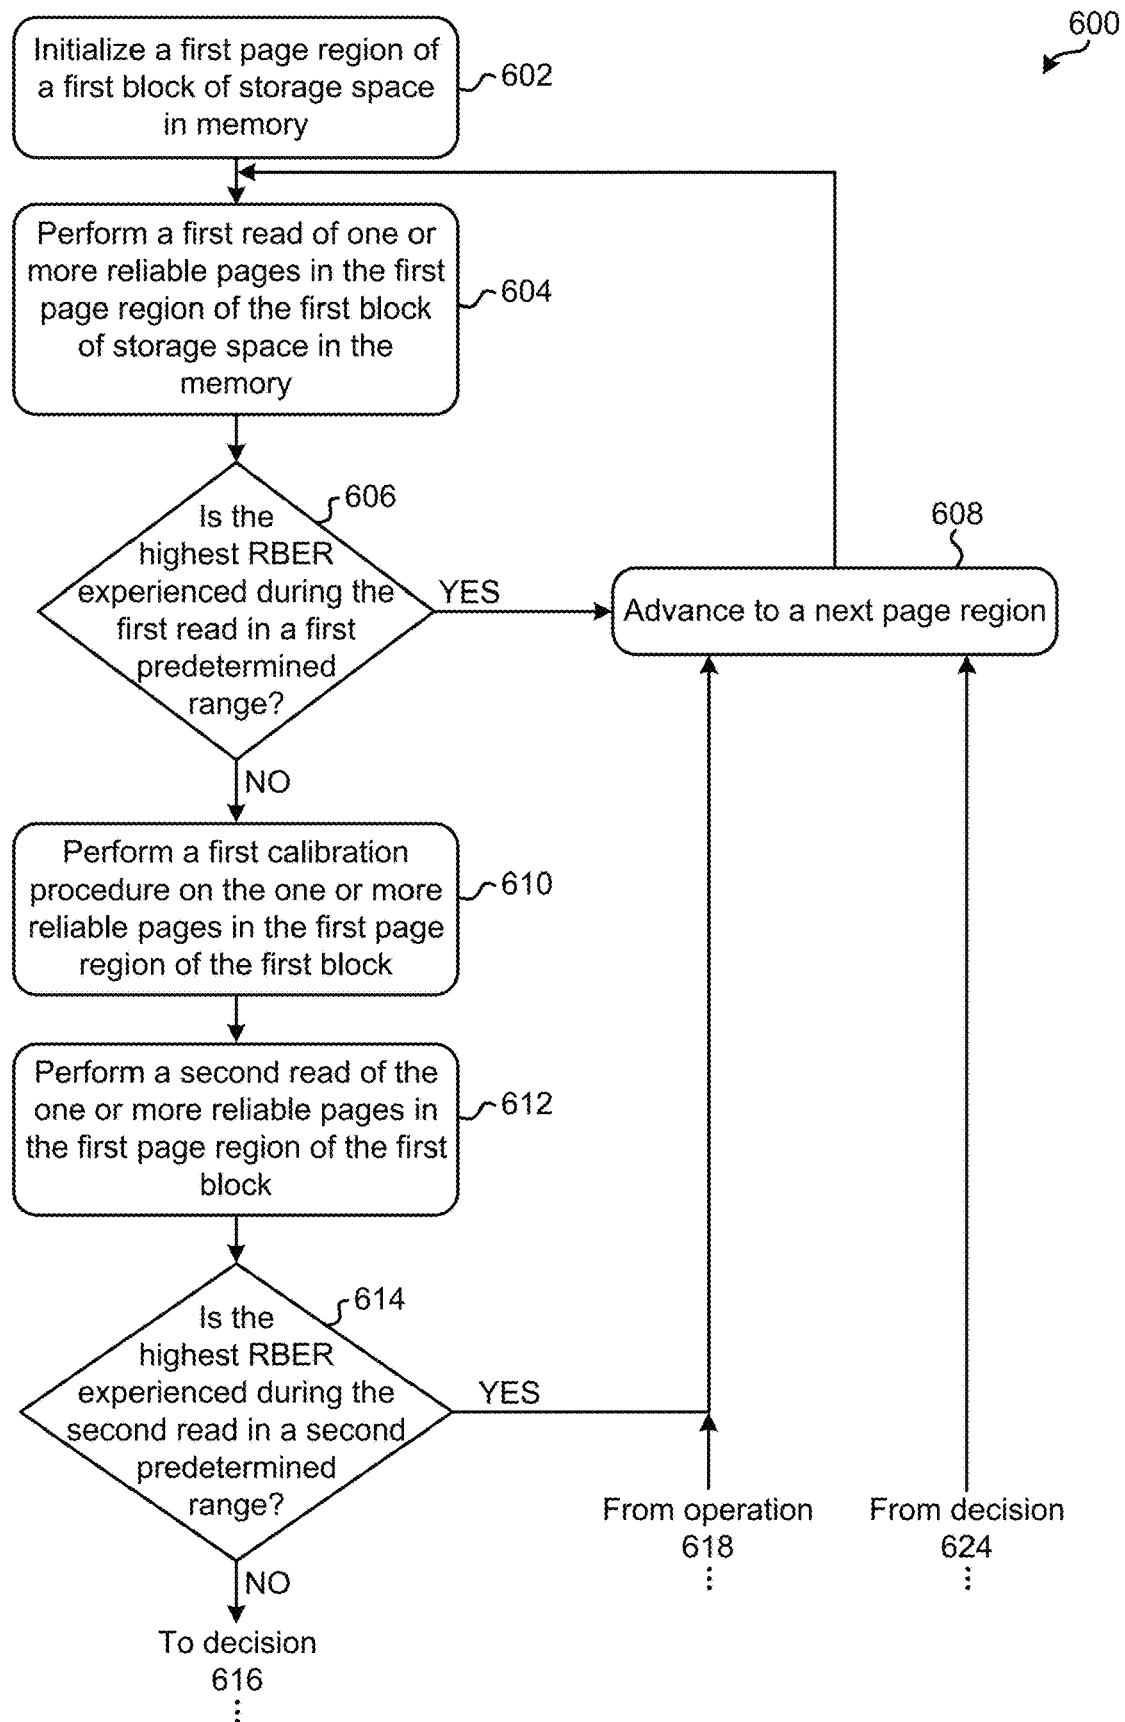 600
Initialize a first page region of
a first block of storage space
in memory
602
Perform a first read of one or
more reliable pages in the first
page region of the first block
of storage space in the
memory
604
Is the
highest RBER
experienced during the
first read in a first
predetermined
range?
606
YES
608
Advance to a next page region
NO
Perform a first calibration
procedure on the one or more
reliable pages in the first page
region of the first block
610
Perform a second read of the
one or more reliable pages in
the first page region of the first
block
612
Is the
highest RBER
experienced during the
second read in a second
predetermined
range?
614
YES
From operation
618
⋮
From decision
624
⋮
NO
To decision
616
⋮